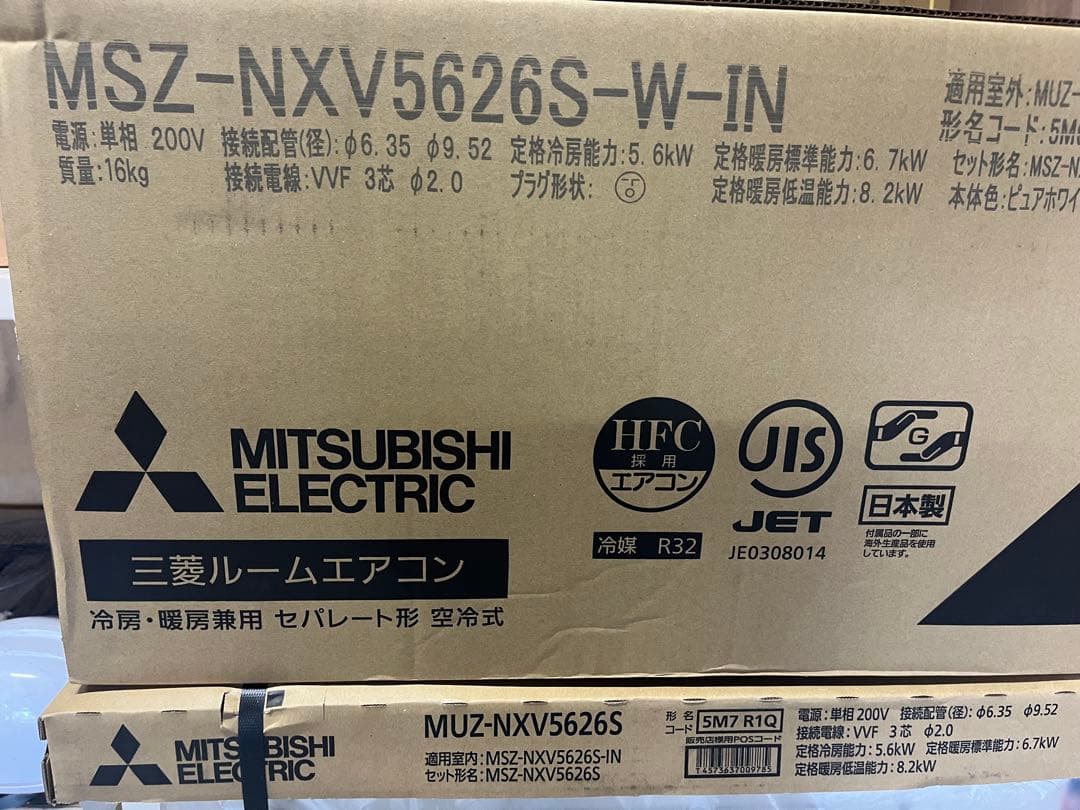 MSZ-NXV5626S-W-IN
電源:単相 200V 接続配管(径):φ6.35 φ9.52 定格冷房能力:5.6kW 定格暖房標準能力:6.7kW
質量:16kg 接続電線:VVF 3芯 φ2.0 プラグ形状: 定格暖房低温能力:8.2kW
適用室外:MUZ-
形名コード:5M
セット形名:MSZ-N
本体色:ピュアホワイ
MITSUBISHI
ELECTRIC
三菱ルームエアコン
冷房・暖房兼用 セパレート形 空冷式
HFC
採用
エアコン
冷媒 R32
JIS
JET
JE0308014
G
日本製
付属品の一部に
海外生産品を使用
しています。
MITSUBISHI
ELECTRIC
MUZ-NXV5626S
適用室内:MSZ-NXV5626S-IN
セット形名:MSZ-NXV5626S
形名
コード 5M7 R1Q
販売店様用POSコード
T4573637009785
電源:単相200V 接続配管(径):φ6.35 φ9.52
接続電線:VVF 3芯 φ2.0
定格冷房能力:5.6kW 定格暖房標準能力:6.7kW
定格暖房低温能力:8.2kW